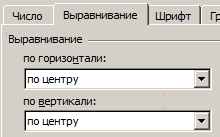 Число Выравнивание Шрифт
Выравнивание
по горизонтали:
по центру
по вертикали:
по центру